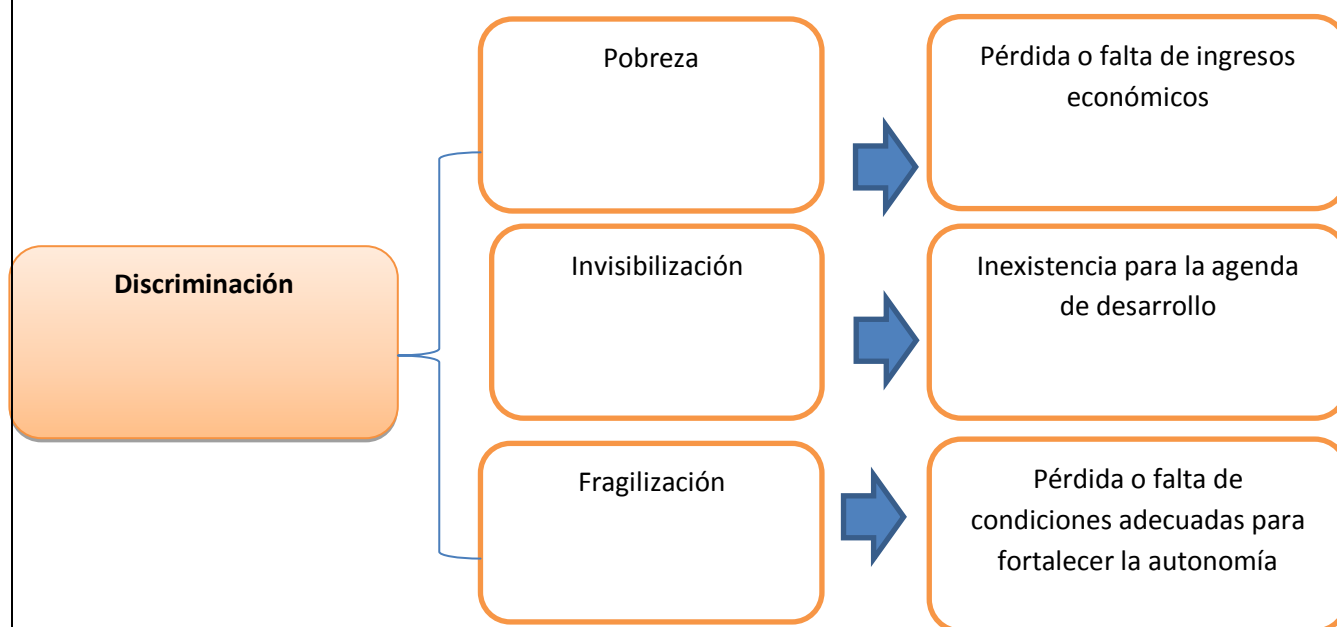 Discriminación
Pobreza
Pérdida o falta de ingresos
económicos
Invisibilización
Inexistencia para la agenda
de desarrollo
Fragilización
Pérdida o falta de
condiciones adecuadas para
fortalecer la autonomía